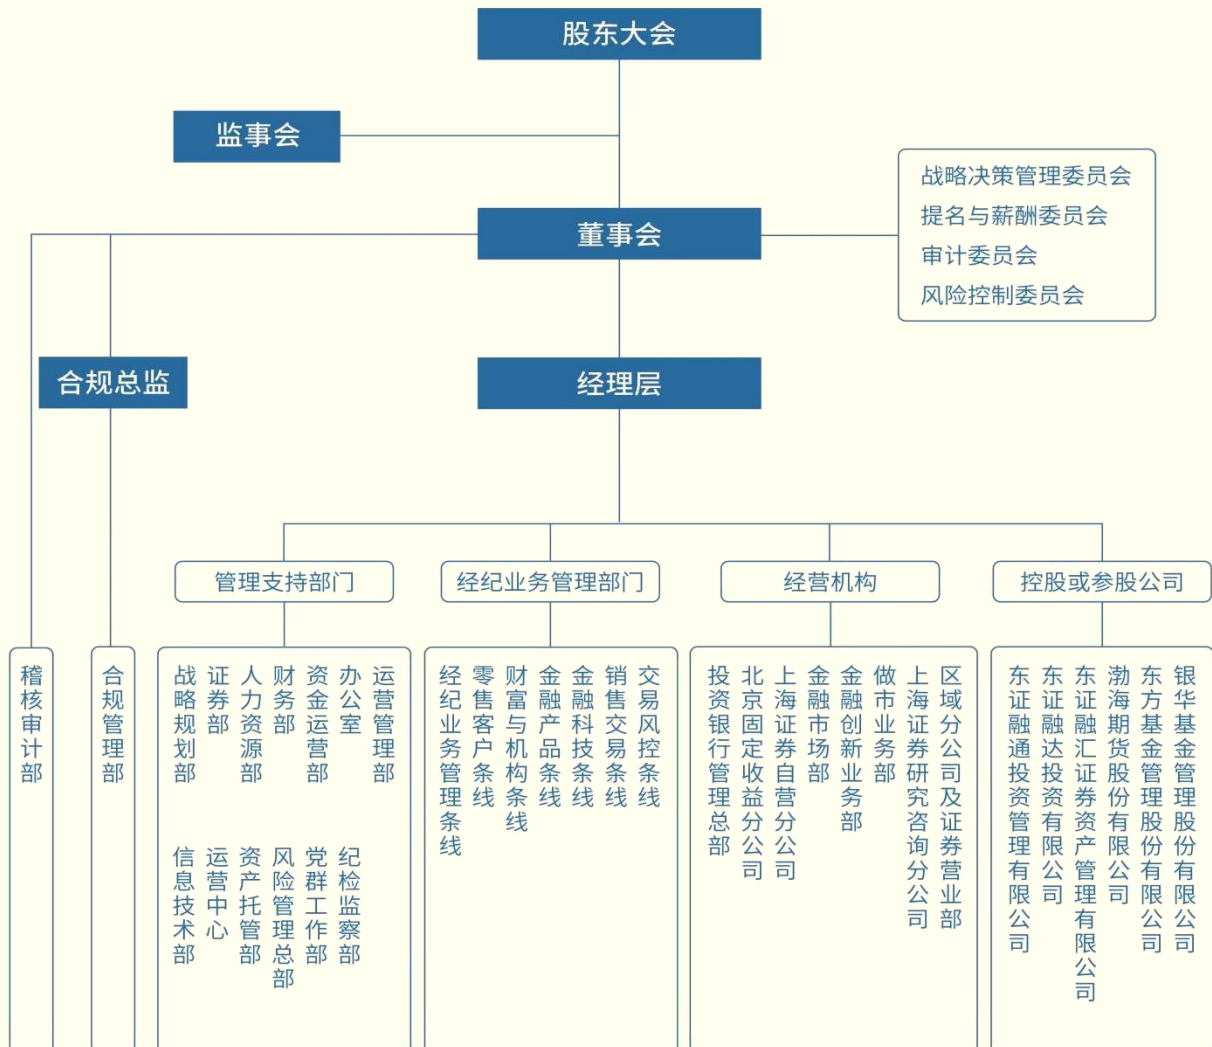 股东大会
监事会
战略决策管理委员会
提名与薪酬委员会
审计委员会
风险控制委员会
董事会
合规总监
经理层
管理支持部门
经纪业务管理部门
经营机构
控股或参股公司
稽核审计部
合规管理部
战略规划部
证券部
人力资源部
财务部
资金运营部
办公室
运营管理部
信息技术部
运营中心
资产托管部
风险管理总部
党群工作部
纪检监察部
经纪业务管理条线
零售客户条线
财富与机构条线
金融产品条线
金融科技条线
销售交易条线
交易风控条线
投资银行管理总部
北京固定收益分公司
上海证券自营分公司
金融市场部
金融创新业务部
做市业务部
上海证券研究咨询分公司
区域分公司及证券营业部
东证融通投资管理有限公司
东证融达投资有限公司
东证融汇证券资产管理有限公司
渤海期货股份有限公司
东方基金管理股份有限公司
银华基金管理股份有限公司